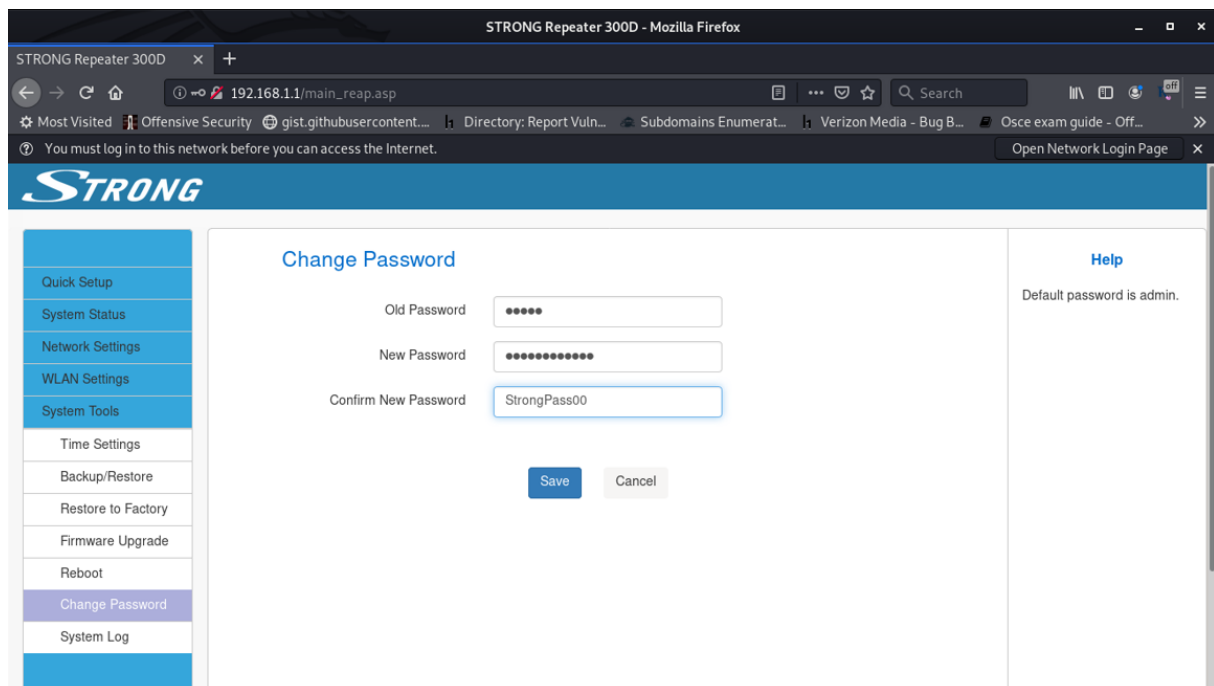 STRONG Repeater 300D - Mozilla Firefox
STRONG Repeater 300D
192.168.1.1/main_reap.asp
Search
off
Most Visited Offensive Security gist.githubusercontent.... Directory: Report Vuln... Subdomains Enumerat... Verizon Media - Bug B... Osce exam guide - Off...
You must log in to this network before you can access the Internet. Open Network Login Page
STRONG
Quick Setup
System Status
Network Settings
WLAN Settings
System Tools
Time Settings
Backup/Restore
Restore to Factory
Firmware Upgrade
Reboot
Change Password
System Log
Change Password
Old Password •••••
New Password ••••••••••••
Confirm New Password StrongPass00
Save Cancel
Help
Default password is admin.